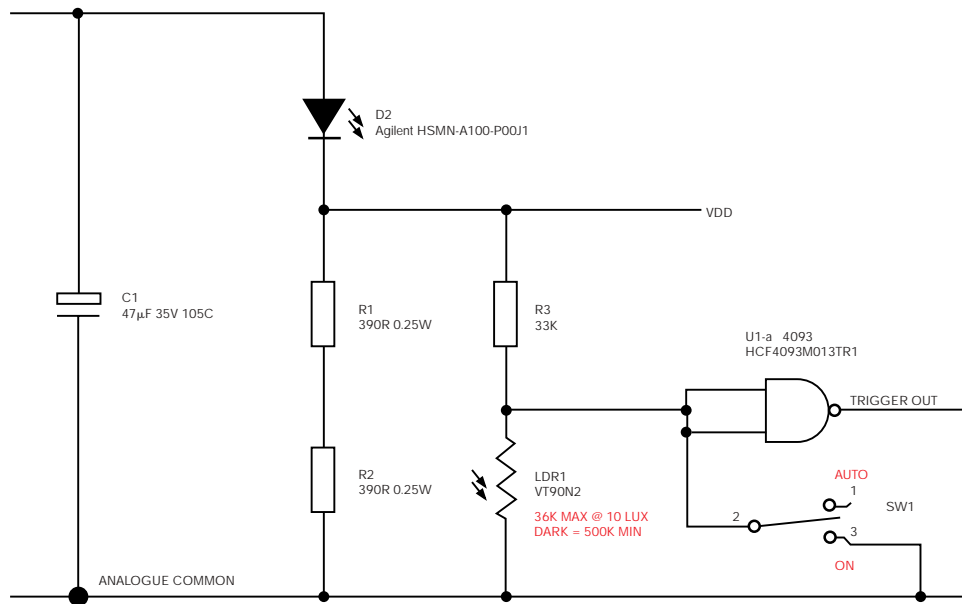 D2
Agilent HSMN-A100-P00J1
VDD
C1
47µF 35V 105C
R1
390R 0.25W
R3
33K
U1-a 4093
HCF4093M013TR1
TRIGGER OUT
R2
390R 0.25W
LDR1
VT90N2
36K MAX @ 10 LUX
DARK = 500K MIN
AUTO
1
SW1
2
3
ON
ANALOGUE COMMON